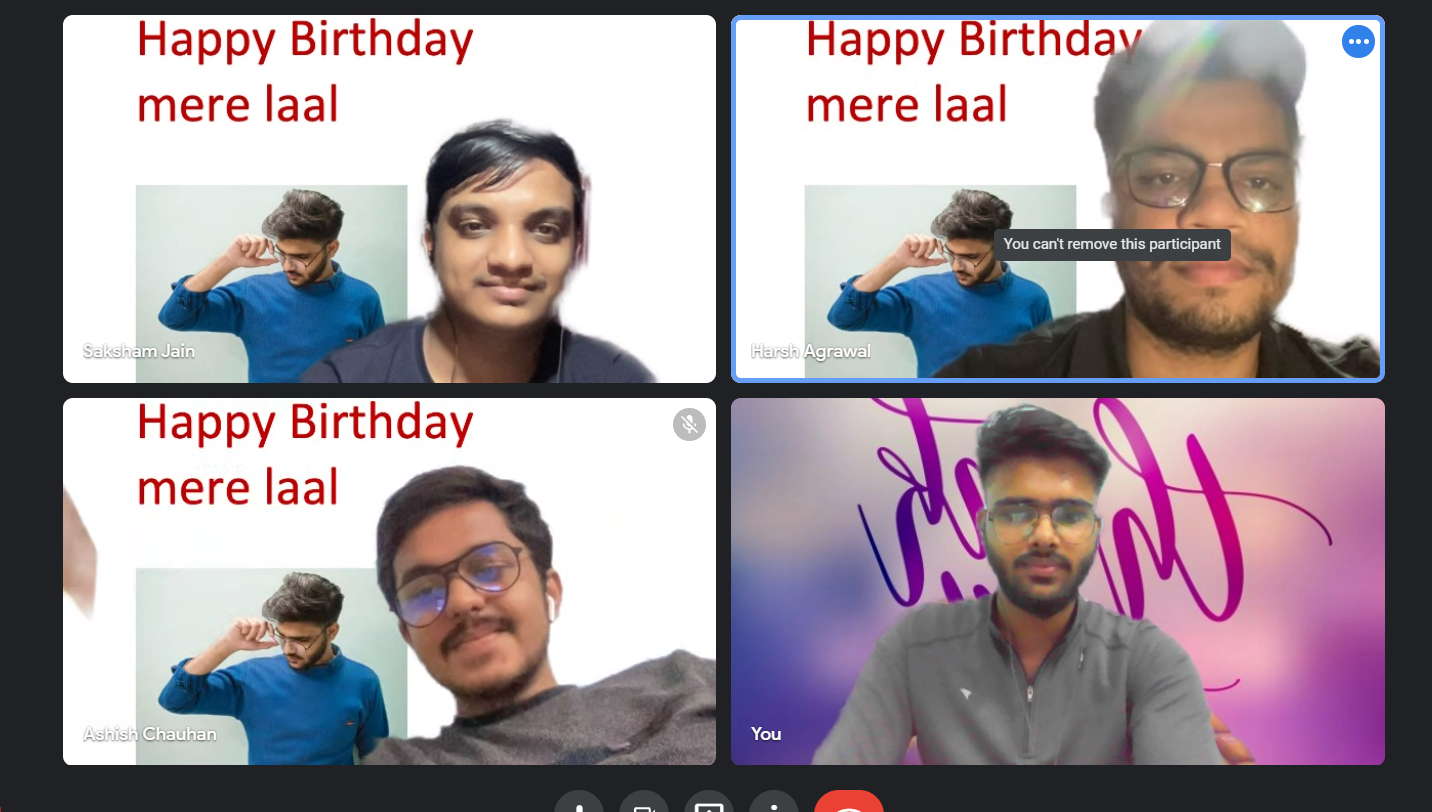 Happy Birthday
mere laal
Saksham Jain
Happy Birthday
mere laal
You can't remove this participant
Harsh Agrawal
Happy Birthday
mere laal
Ashish Chauhan
You